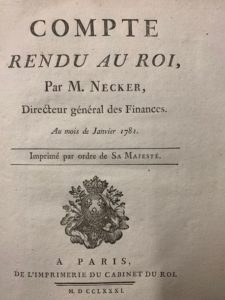 COMPTE
RENDU AU ROI,
Par M. NECKER,
Directeur général des Finances.
Au mois de Janvier 1781.
Imprimé par ordre de SA MAJESTÉ.
A PARIS,
DE L'IMPRIMERIE DU CABINET DU ROI.
M. DCCLXXXI.